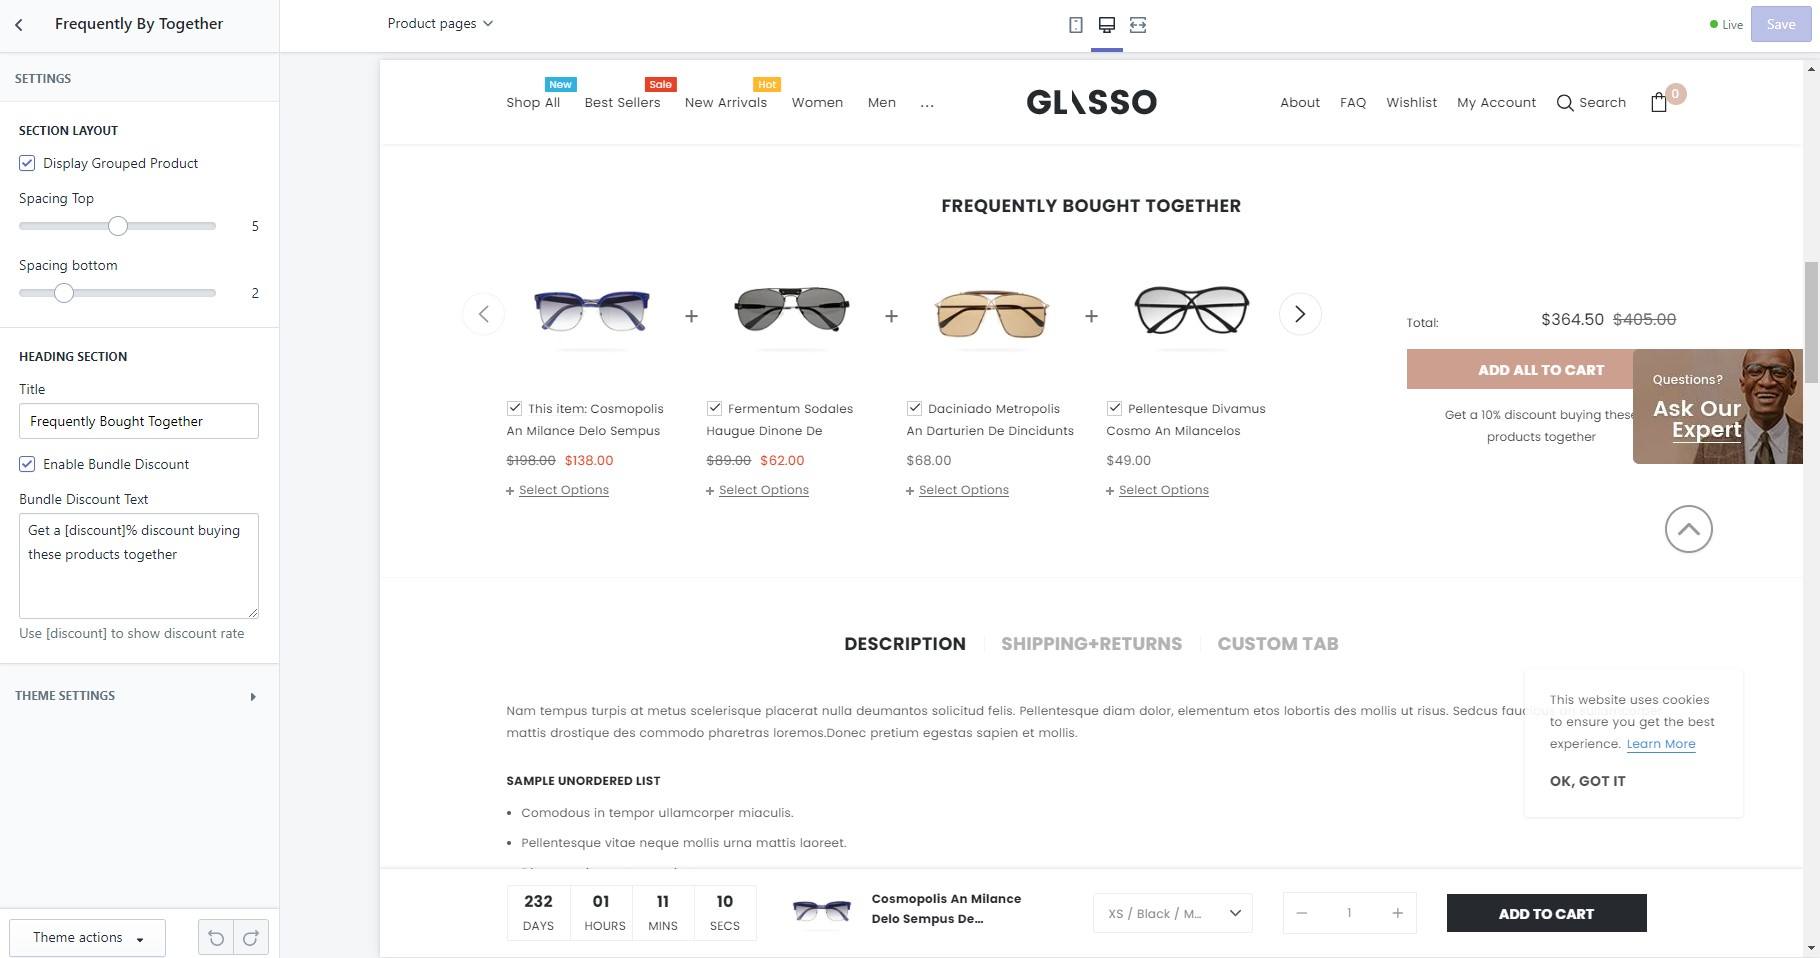 Frequently By Together
Product pages
Live
Save
SETTINGS
SECTION LAYOUT
Display Grouped Product
Spacing Top
5
Spacing bottom
2
HEADING SECTION
Title
Frequently Bought Together
Enable Bundle Discount
Bundle Discount Text
Get a [discount]% discount buying
these products together
Use [discount] to show discount rate
THEME SETTINGS
Theme actions
New
Sale
Hot
Shop All
Best Sellers
New Arrivals
Women
Men
...
GLASSO
About
FAQ
Wishlist
My Account
Search
0
FREQUENTLY BOUGHT TOGETHER
+
+
+
This item: Cosmopolis
An Milance Delo Sempus
$198.00 $138.00
+ Select Options
Fermentum Sodales
Haugue Dinone De
$89.00 $62.00
+ Select Options
Daciniado Metropolis
An Darturien De Dincidunts
$68.00
+ Select Options
Pellentesque Divamus
Cosmo An Milancelos
$49.00
+ Select Options
Total:
$364.50 $405.00
ADD ALL TO CART
Get a 10% discount buying these
products together
Questions?
Ask Our
Expert
DESCRIPTION
SHIPPING+RETURNS
CUSTOM TAB
Nam tempus turpis at metus scelerisque placerat nulla deumantos solicitud felis. Pellentesque diam dolor, elementum etos lobortis des mollis ut risus. Sedcus
mattis drostique des commodo pharetras loremos.Donec pretium egestas sapien et mollis.
SAMPLE UNORDERED LIST
• Comodous in tempor ullamcorper miaculis.
• Pellentesque vitae neque mollis urna mattis laoreet.
This website uses cookies
to ensure you get the best
experience. Learn More
OK, GOT IT
232
DAYS
01
HOURS
11
MINS
10
SECS
Cosmopolis An Milance
Delo Sempus De...
XS / Black / M...
1
ADD TO CART